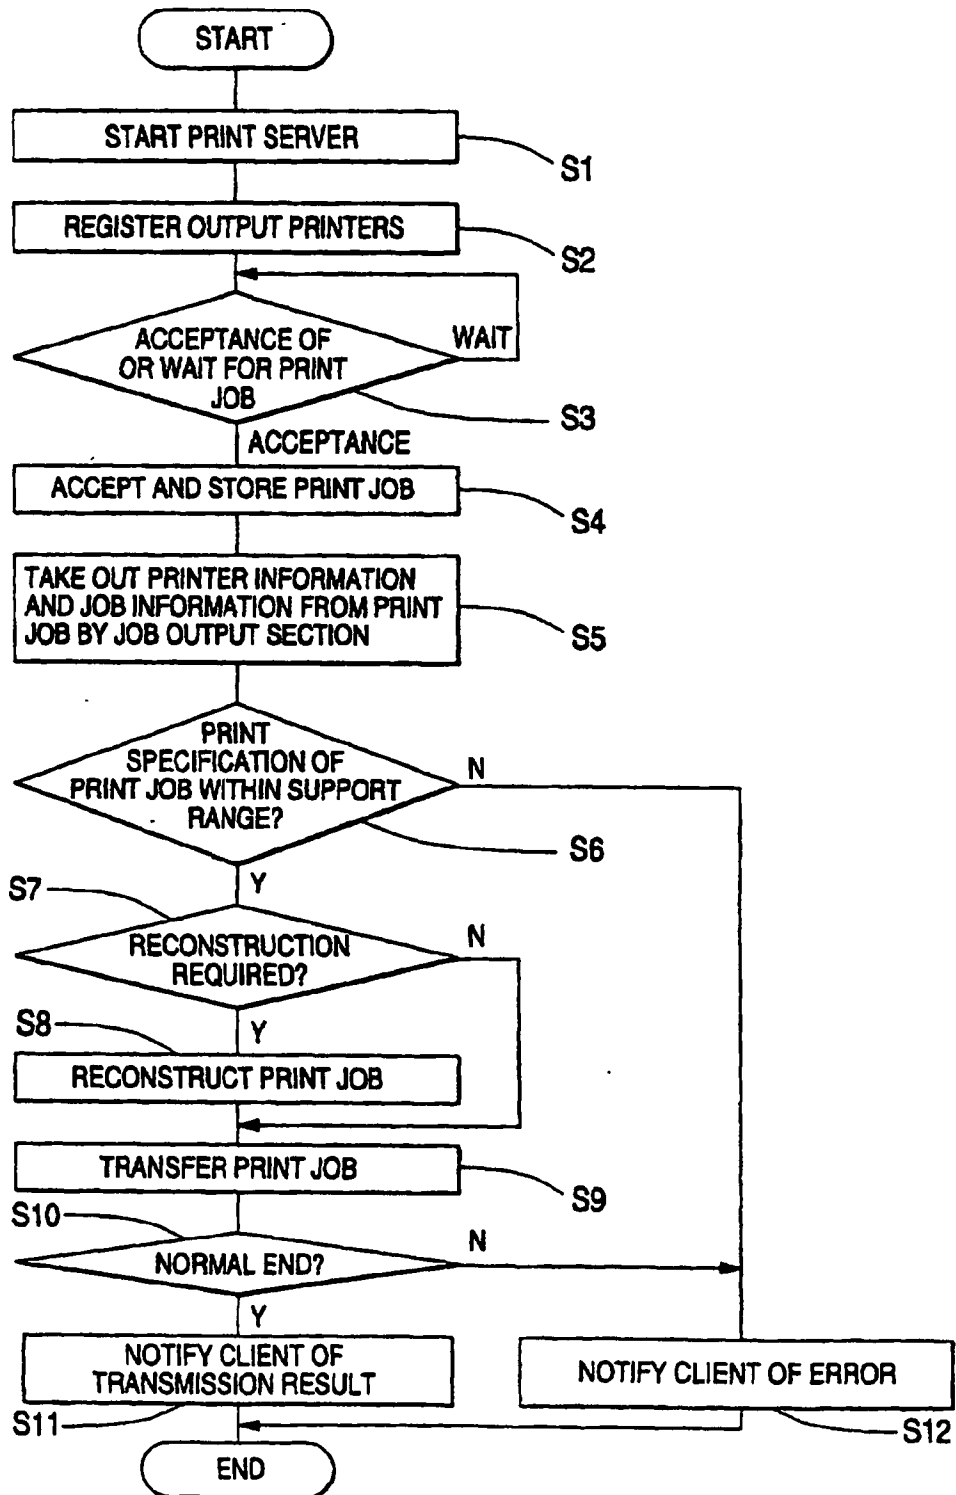 START
START PRINT SERVER
S1
REGISTER OUTPUT PRINTERS
S2
ACCEPTANCE OF
OR WAIT FOR PRINT
JOB
WAIT
S3
ACCEPTANCE
ACCEPT AND STORE PRINT JOB
S4
TAKE OUT PRINTER INFORMATION
AND JOB INFORMATION FROM PRINT
JOB BY JOB OUTPUT SECTION
S5
PRINT
SPECIFICATION OF
PRINT JOB WITHIN SUPPORT
RANGE?
N
S6
Y
S7
RECONSTRUCTION
REQUIRED?
N
S8
Y
RECONSTRUCT PRINT JOB
TRANSFER PRINT JOB
S9
S10
NORMAL END?
N
Y
NOTIFY CLIENT OF
TRANSMISSION RESULT
S11
NOTIFY CLIENT OF ERROR
S12
END